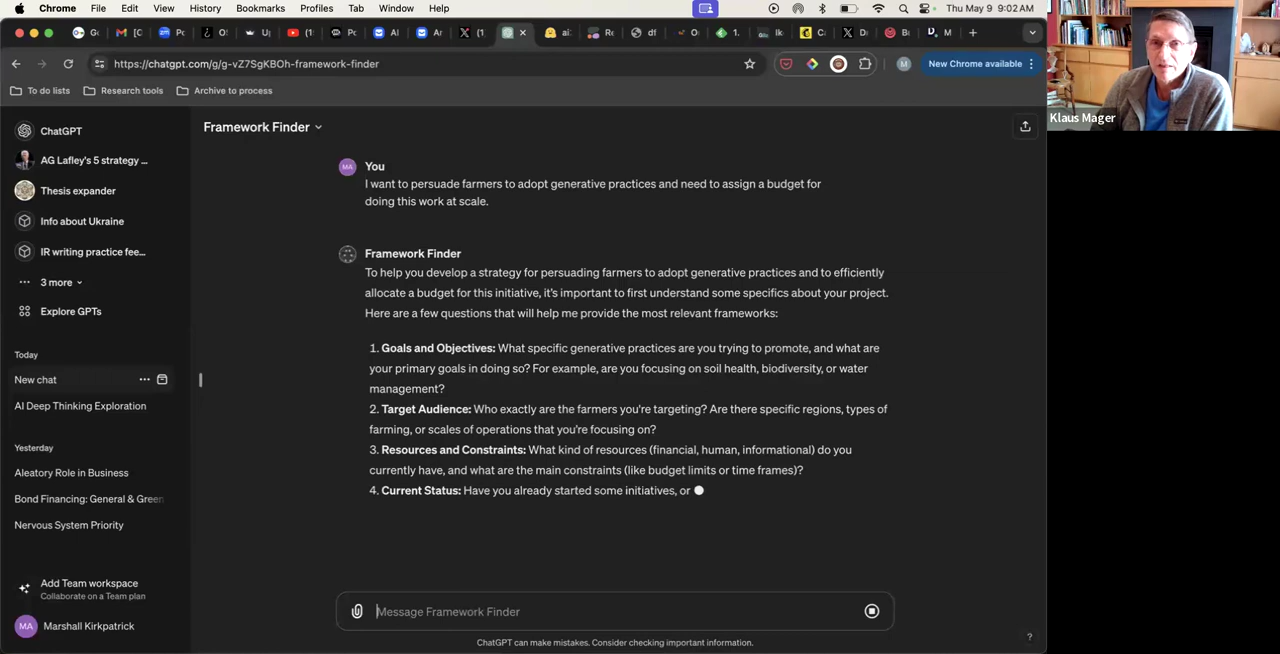 Chrome File Edit View History Bookmarks Profiles Tab Window Help Thu May 9 9:02 AM
https://chatgpt.com/g/g-vZ7SgKBOh-framework-finder
New Chrome available
To do lists Research tools Archive to process
Klaus Mager
ChatGPT
AG Lafley's 5 strategy ...
Thesis expander
Info about Ukraine
IR writing practice fee...
3 more
Explore GPTs
Today
New chat
AI Deep Thinking Exploration
Yesterday
Aleatory Role in Business
Bond Financing: General & Green
Nervous System Priority
Add Team workspace
Collaborate on a Team plan
MA Marshall Kirkpatrick
Framework Finder
MA You
I want to persuade farmers to adopt generative practices and need to assign a budget for
doing this work at scale.
Framework Finder
To help you develop a strategy for persuading farmers to adopt generative practices and to efficiently
allocate a budget for this initiative, it's important to first understand some specifics about your project.
Here are a few questions that will help me provide the most relevant frameworks:
1. Goals and Objectives: What specific generative practices are you trying to promote, and what are
your primary goals in doing so? For example, are you focusing on soil health, biodiversity, or water
management?
2. Target Audience: Who exactly are the farmers you're targeting? Are there specific regions, types of
farming, or scales of operations that you're focusing on?
3. Resources and Constraints: What kind of resources (financial, human, informational) do you
currently have, and what are the main constraints (like budget limits or time frames)?
4. Current Status: Have you already started some initiatives, or
Message Framework Finder
ChatGPT can make mistakes. Consider checking important information.
?